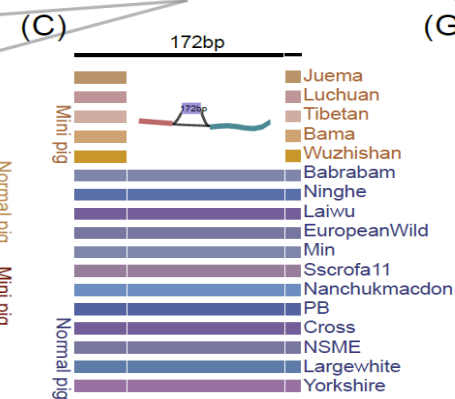 (C)
(G
172bp
172bp
Juema
Luchuan
Tibetan
Bama
Wuzhishan
Babrabam
Ninghe
Laiwu
EuropeanWild
Min
Sscrofa11
Nanchukmacdon
PB
Cross
NSME
Largewhite
Yorkshire
Mini pig
Normal pig
Normal pig
Mini pig